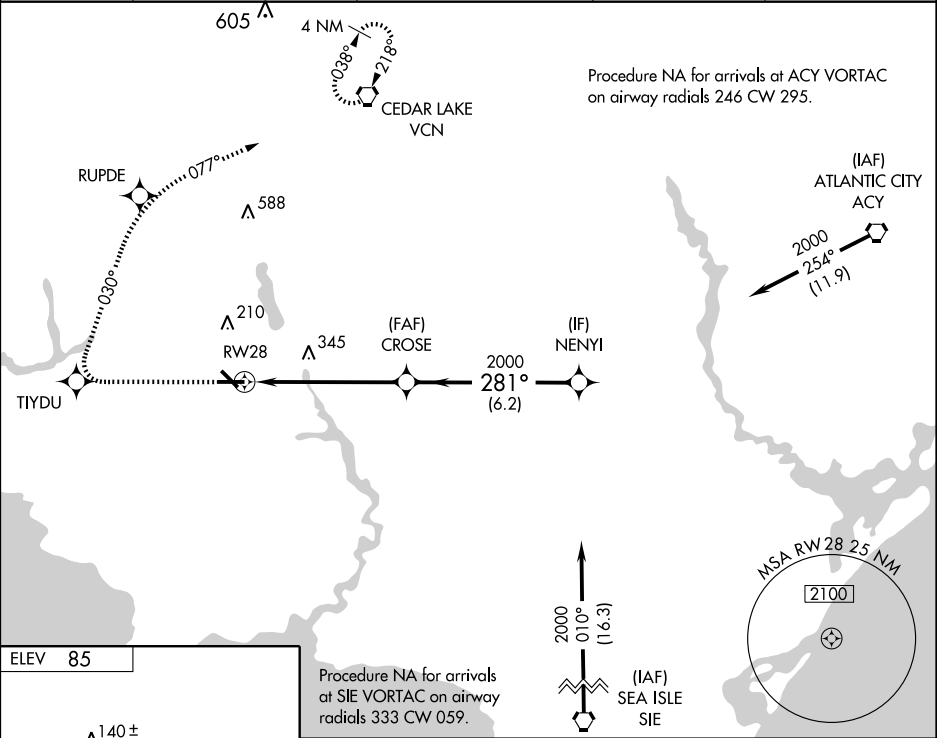 605
4 NM
038°
218°
CEDAR LAKE
VCN
Procedure NA for arrivals at ACY VORTAC
on airway radials 246 CW 295.
(IAF)
ATLANTIC CITY
ACY
2000
254°
(11.9)
RUPDE
077°
588
030°
210
RW28
345
(FAF)
CROSE
(IF)
NENYI
2000
281°
(6.2)
TIYDU
MSA RW28 25 NM
2100
2000
010°
(16.3)
(IAF)
SEA ISLE
SIE
Procedure NA for arrivals
at SIE VORTAC on airway
radials 333 CW 059.
ELEV 85
140 ±